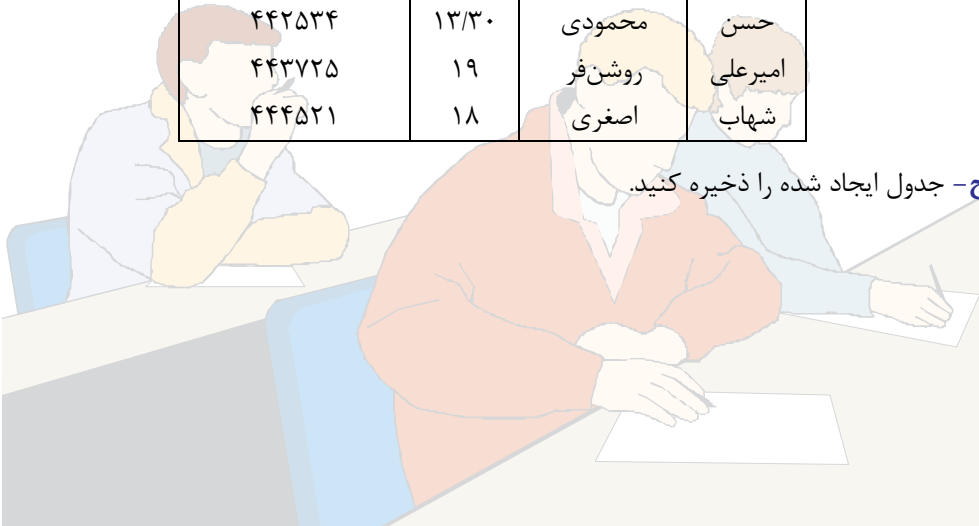 حسن محمودی ۱۳/۳۰ ۴۴۲۵۳۴
امیرعلی روشن‌فر ۱۹ ۴۴۳۷۲۵
شهاب اصغری ۱۸ ۴۴۴۵۲۱
ح- جدول ایجاد شده را ذخیره کنید.